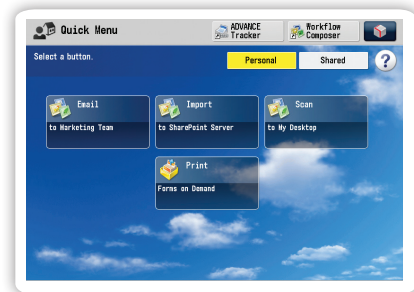 Quick Menu
ADVANCE
Tracker
Workflow
Composer
Select a button.
Personal
Shared
?
Email
to Marketing Team
Import
to SharePoint Server
Scan
to My Desktop
Print
Forms on Demand